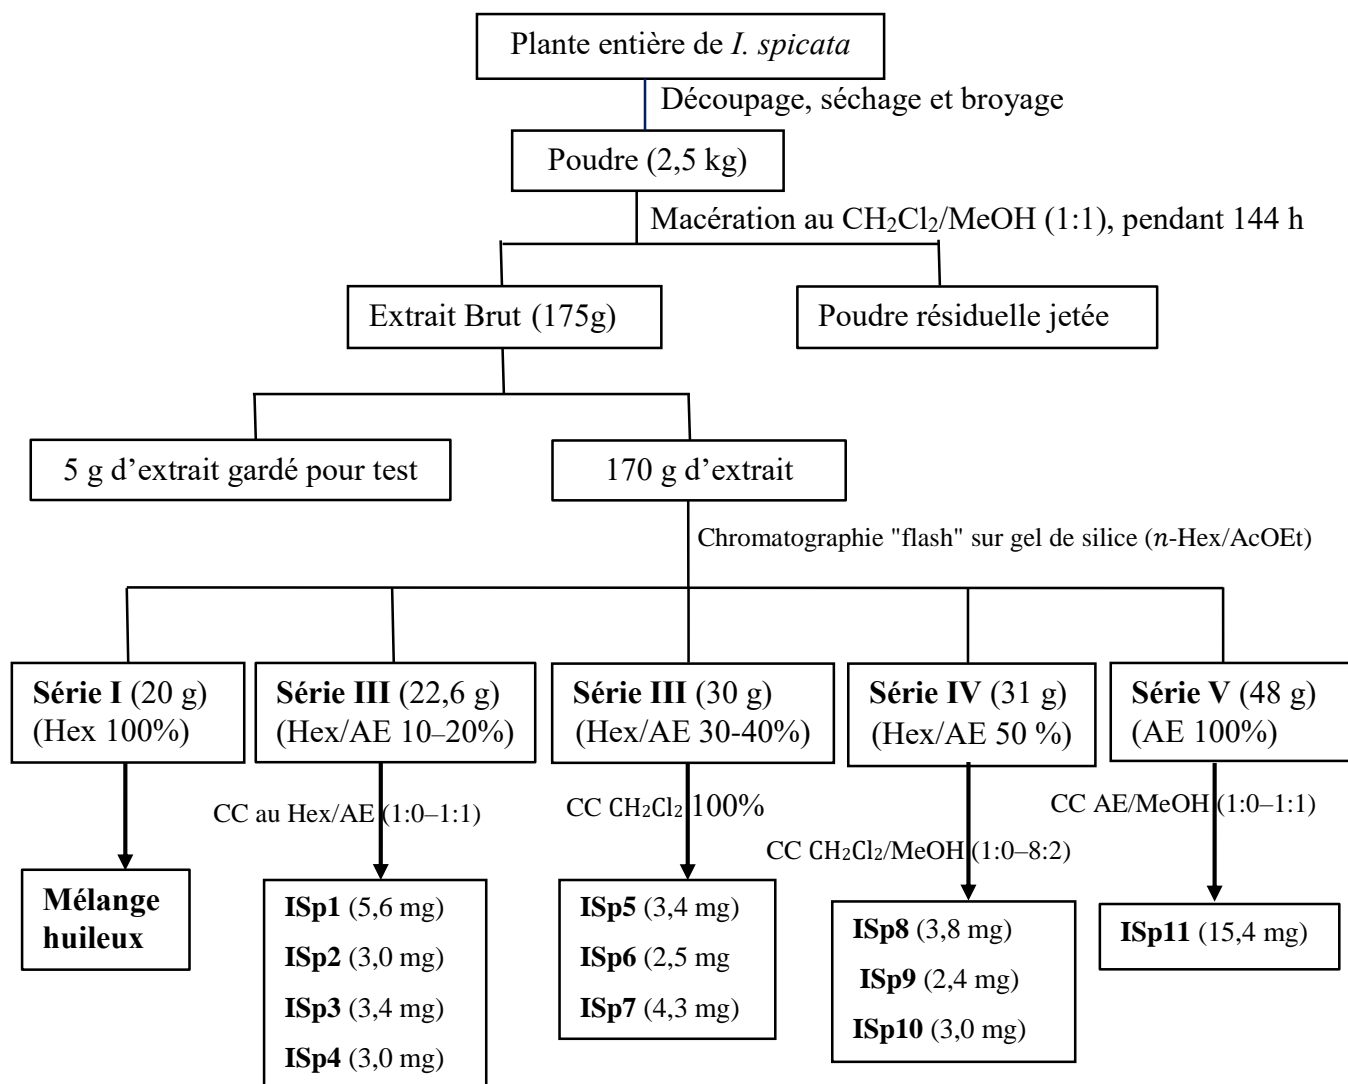 Plante entière de I. spicata
Découpage, séchage et broyage
Poudre (2,5 kg)
Macération au CH₂Cl₂/MeOH (1:1), pendant 144 h
Extrait Brut (175g)
Poudre résiduelle jetée
5 g d’extrait gardé pour test
170 g d’extrait
Chromatographie "flash" sur gel de silice (n-Hex/AcOEt)
Série I (20 g)
(Hex 100%)
Série III (22,6 g)
(Hex/AE 10–20%)
Série III (30 g)
(Hex/AE 30-40%)
Série IV (31 g)
(Hex/AE 50 %)
Série V (48 g)
(AE 100%)
CC au Hex/AE (1:0–1:1)
CC CH₂Cl₂ 100%
CC CH₂Cl₂/MeOH (1:0–8:2)
CC AE/MeOH (1:0–1:1)
Mélange
huileux
ISp1 (5,6 mg)
ISp2 (3,0 mg)
ISp3 (3,4 mg)
ISp4 (3,0 mg)
ISp5 (3,4 mg)
ISp6 (2,5 mg
ISp7 (4,3 mg)
ISp8 (3,8 mg)
ISp9 (2,4 mg)
ISp10 (3,0 mg)
ISp11 (15,4 mg)